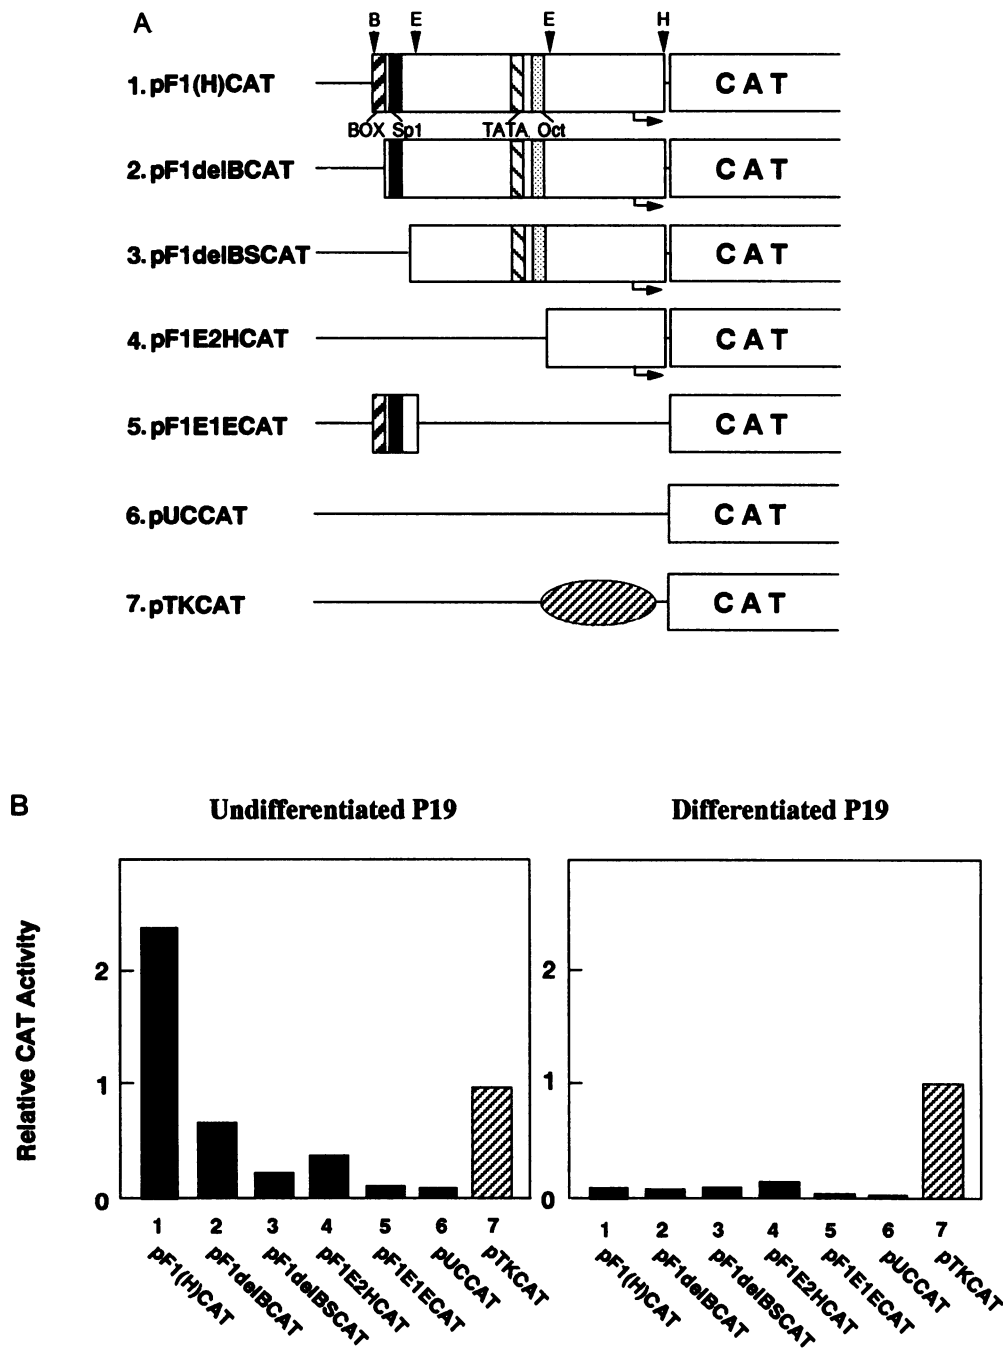 A
B E E H
1. pF1(H)CAT CAT
BOX Sp1 TATA Oct
2. pF1delBCAT CAT
3. pF1delBSCAT CAT
4. pF1E2HCAT CAT
5. pF1E1ECAT CAT
6. pUCCAT CAT
7. pTKCAT CAT
B
Undifferentiated P19
Differentiated P19
Relative CAT Activity
2
1
0
1 2 3 4 5 6 7
pF1(H)CAT
pF1delBCAT
pF1delBSCAT
pF1E2HCAT
pF1E1ECAT
pUCCAT
pTKCAT
2
1
0
1 2 3 4 5 6 7
pF1(H)CAT
pF1delBCAT
pF1delBSCAT
pF1E2HCAT
pF1E1ECAT
pUCCAT
pTKCAT